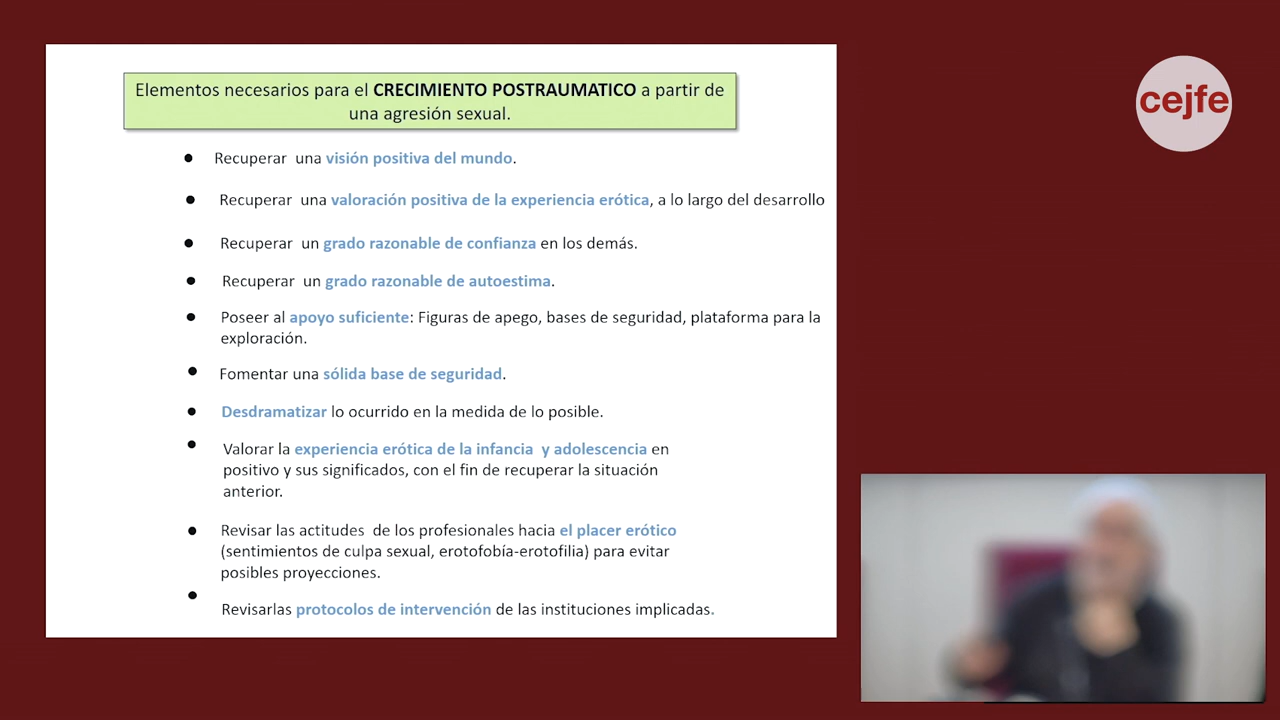 Elementos necesarios para el CRECIMIENTO POSTRAUMATICO a partir de
una agresión sexual.
cejfe
● Recuperar una visión positiva del mundo.
● Recuperar una valoración positiva de la experiencia erótica, a lo largo del desarrollo
● Recuperar un grado razonable de confianza en los demás.
● Recuperar un grado razonable de autoestima.
● Poseer al apoyo suficiente: Figuras de apego, bases de seguridad, plataforma para la
exploración.
● Fomentar una sólida base de seguridad.
● Desdramatizar lo ocurrido en la medida de lo posible.
● Valorar la experiencia erótica de la infancia y adolescencia en
positivo y sus significados, con el fin de recuperar la situación
anterior.
● Revisar las actitudes de los profesionales hacia el placer erótico
(sentimientos de culpa sexual, erotofobía-erotofilia) para evitar
posibles proyecciones.
● Revisarlas protocolos de intervención de las instituciones implicadas.